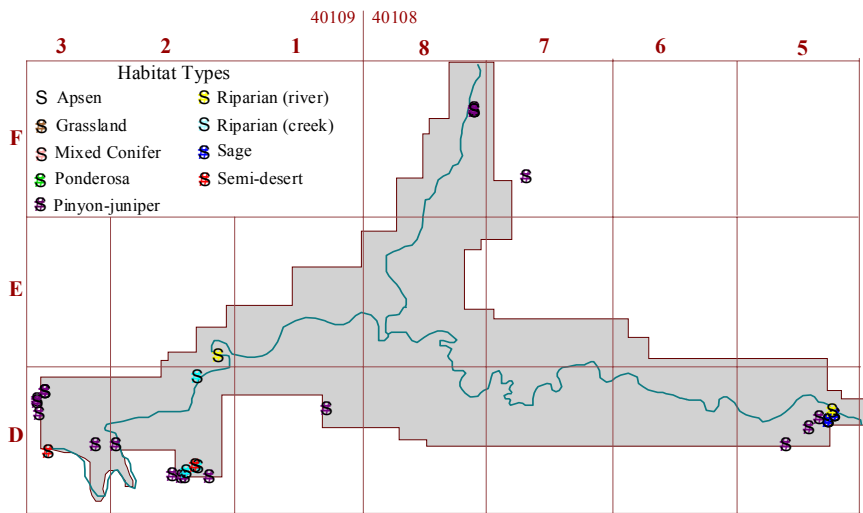 40109 40108
3 2 1 8 7 6 5
Habitat Types
S Apsen S Riparian (river)
S Grassland S Riparian (creek)
S Mixed Conifer S Sage
S Ponderosa S Semi-desert
S Pinyon-juniper
F
E
D